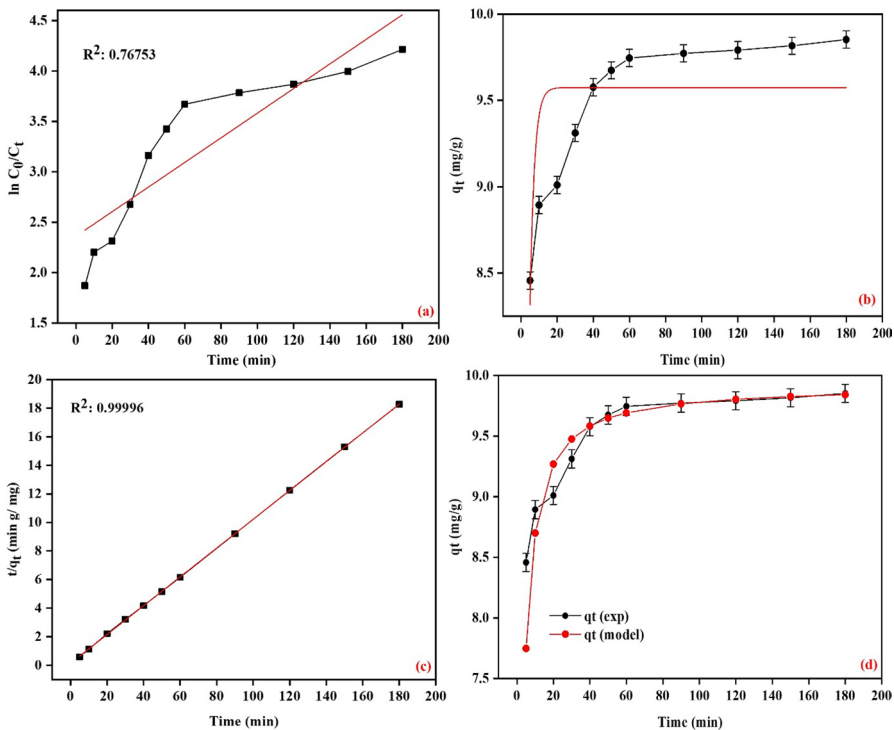 4.5
4.0
3.5
3.0
2.5
2.0
1.5
ln C0/Ct
R2: 0.76753
(a)
0 20 40 60 80 100 120 140 160 180 200
Time (min)
10.0
9.5
9.0
8.5
qt (mg/g)
(b)
0 20 40 60 80 100 120 140 160 180 200
Time (min)
20
18
16
14
12
10
8
6
4
2
0
t/qt (min g/ mg)
R2: 0.99996
(c)
0 20 40 60 80 100 120 140 160 180 200
Time (min)
10.0
9.5
9.0
8.5
8.0
7.5
qt (mg/g)
qt (exp)
qt (model)
(d)
0 20 40 60 80 100 120 140 160 180 200
Time (min)